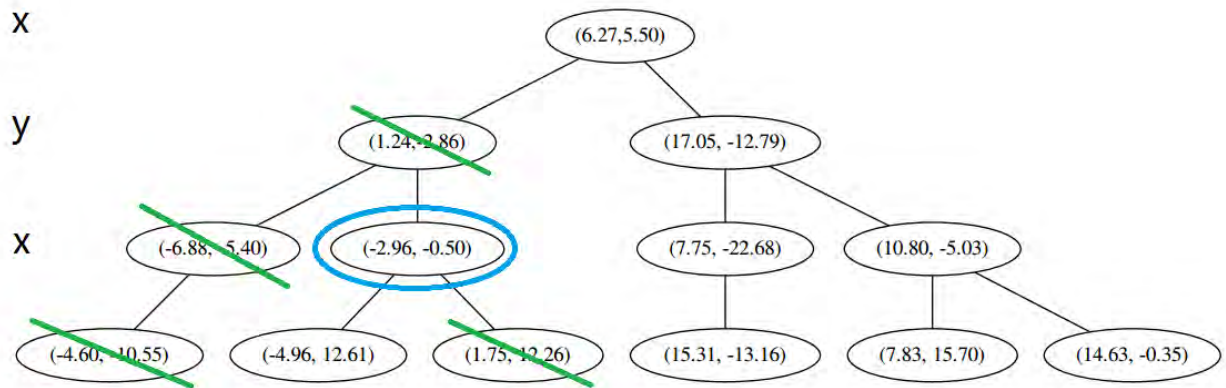 x
(6.27,5.50)
y
(1.24,-2.86) (17.05, -12.79)
x
(-6.88, -5.40) (-2.96, -0.50) (7.75, -22.68) (10.80, -5.03)
(-4.60, -10.55) (-4.96, 12.61) (1.75, 12.26) (15.31, -13.16) (7.83, 15.70) (14.63, -0.35)